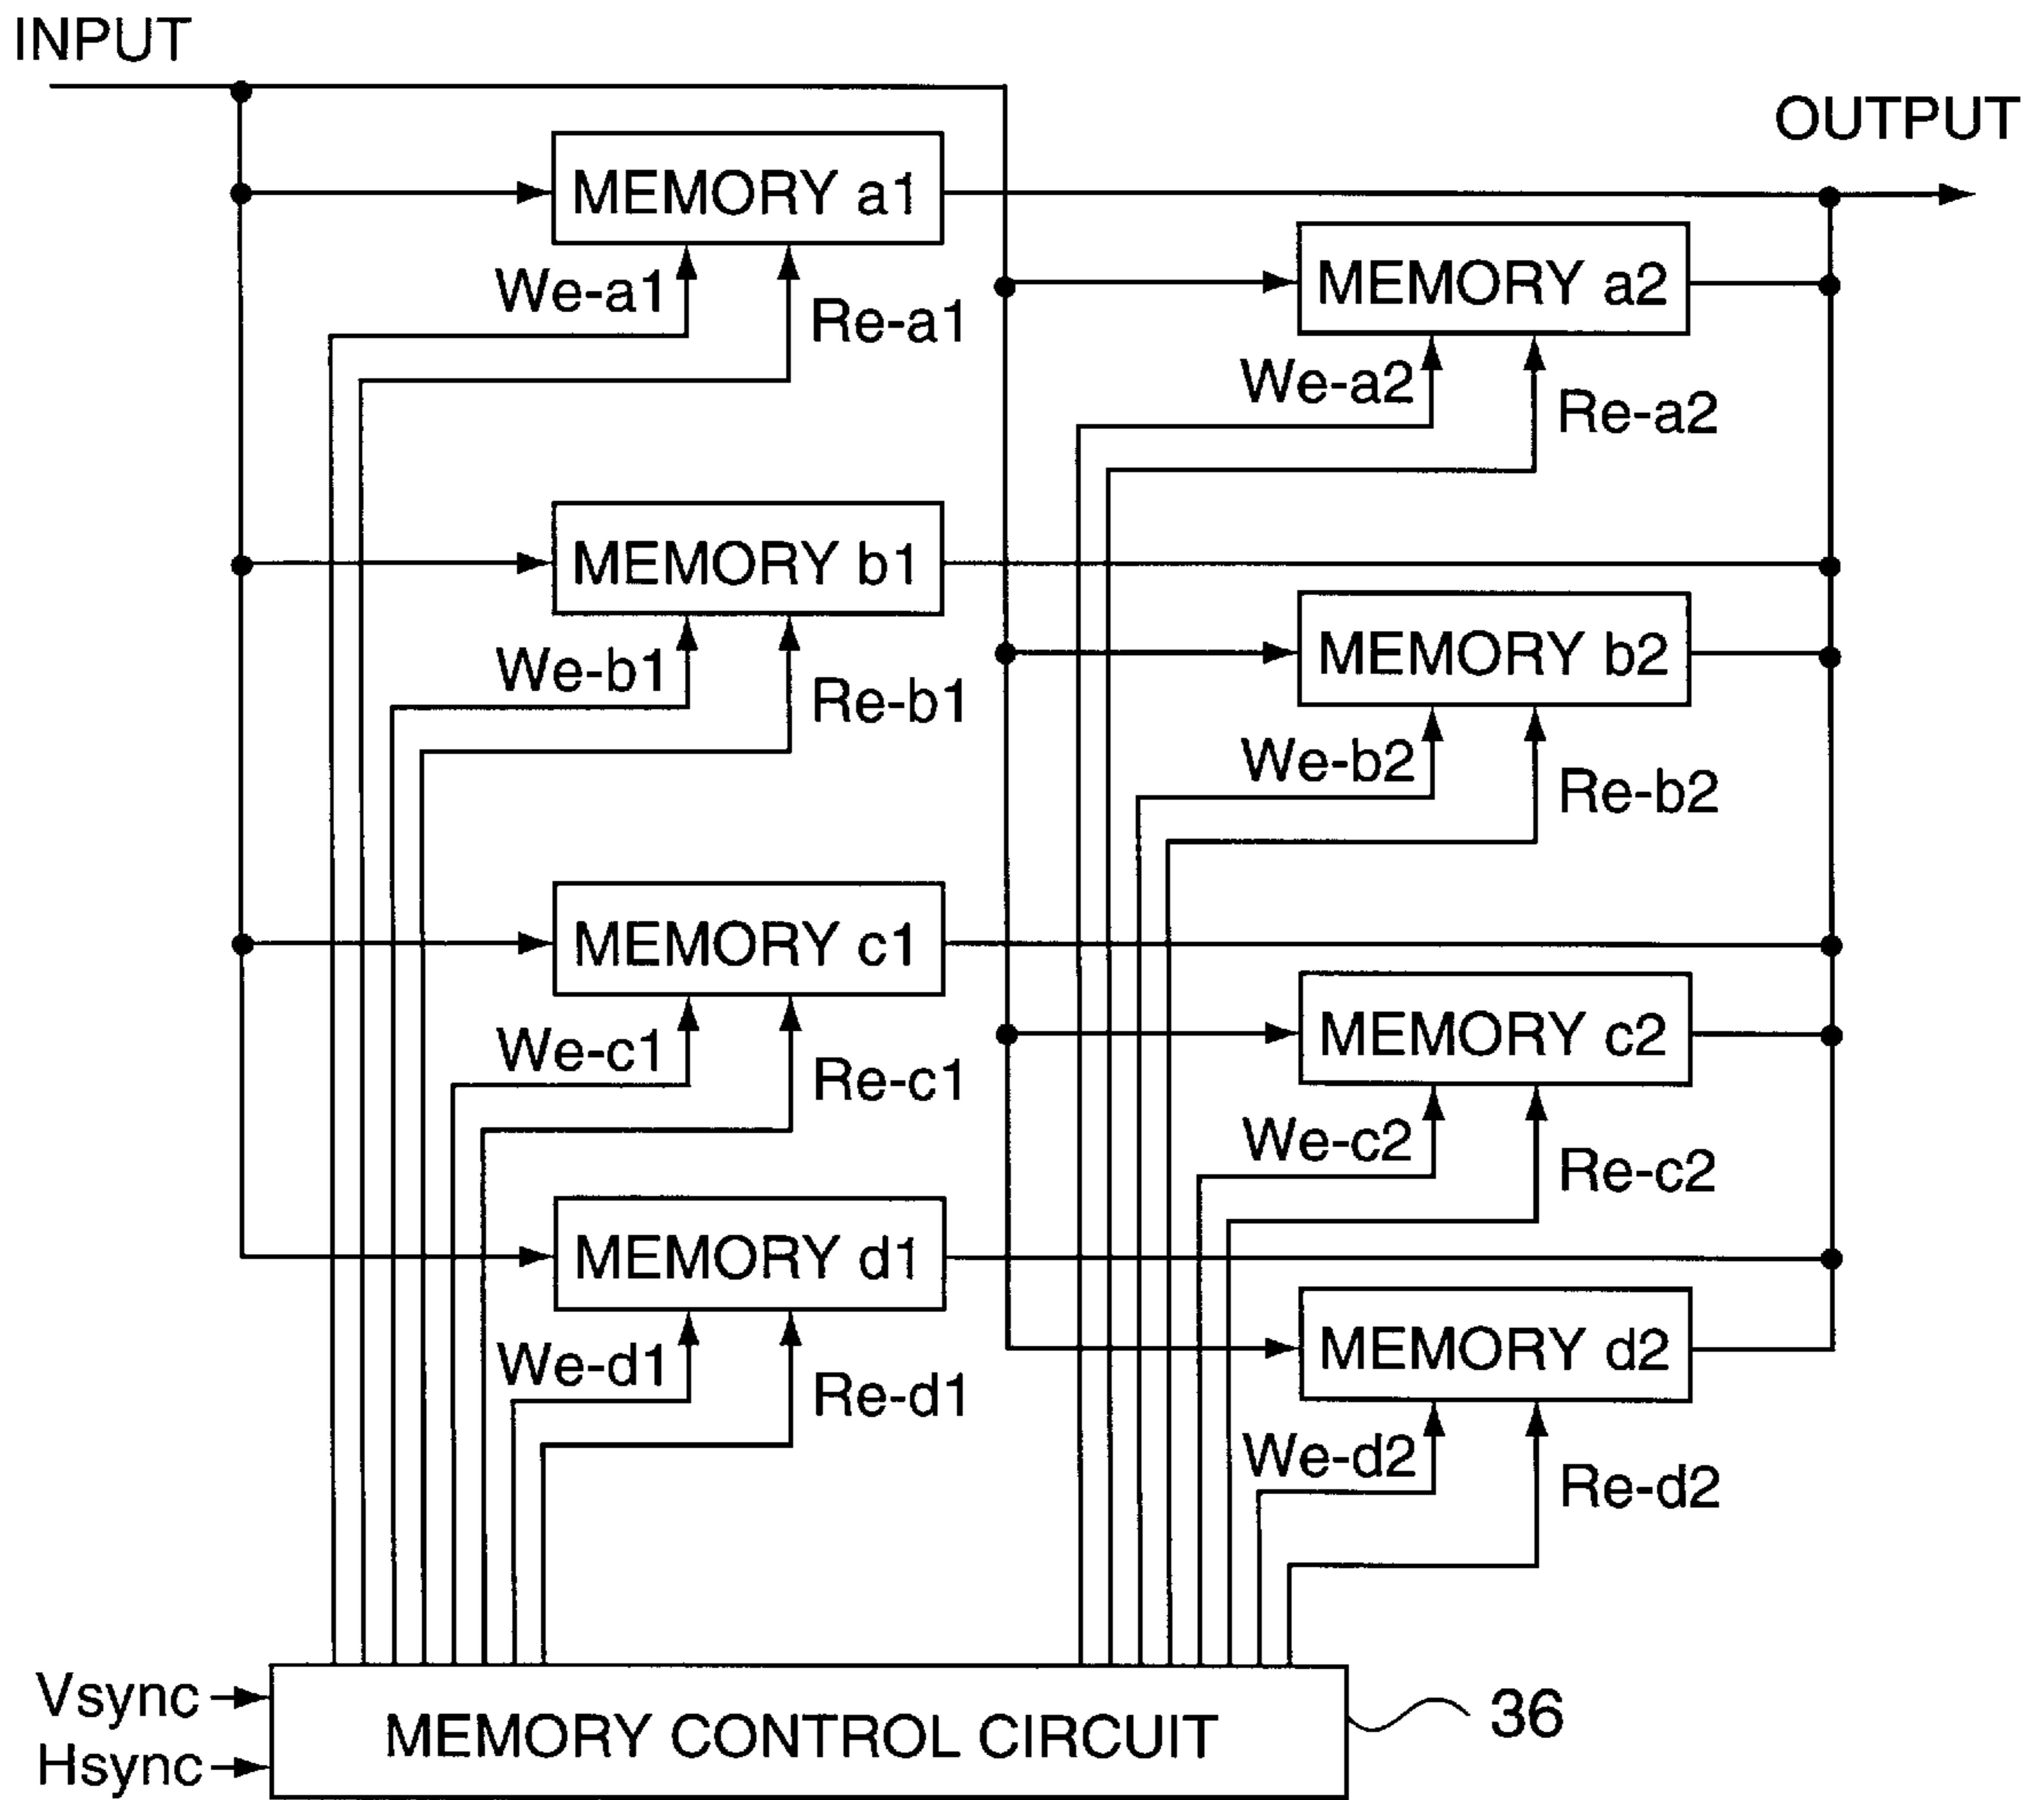 INPUT
OUTPUT
MEMORY a1
We-a1
Re-a1
MEMORY a2
We-a2
Re-a2
MEMORY b1
We-b1
Re-b1
MEMORY b2
We-b2
Re-b2
MEMORY c1
We-c1
Re-c1
MEMORY c2
We-c2
Re-c2
MEMORY d1
We-d1
Re-d1
MEMORY d2
We-d2
Re-d2
Vsync
Hsync
MEMORY CONTROL CIRCUIT
36